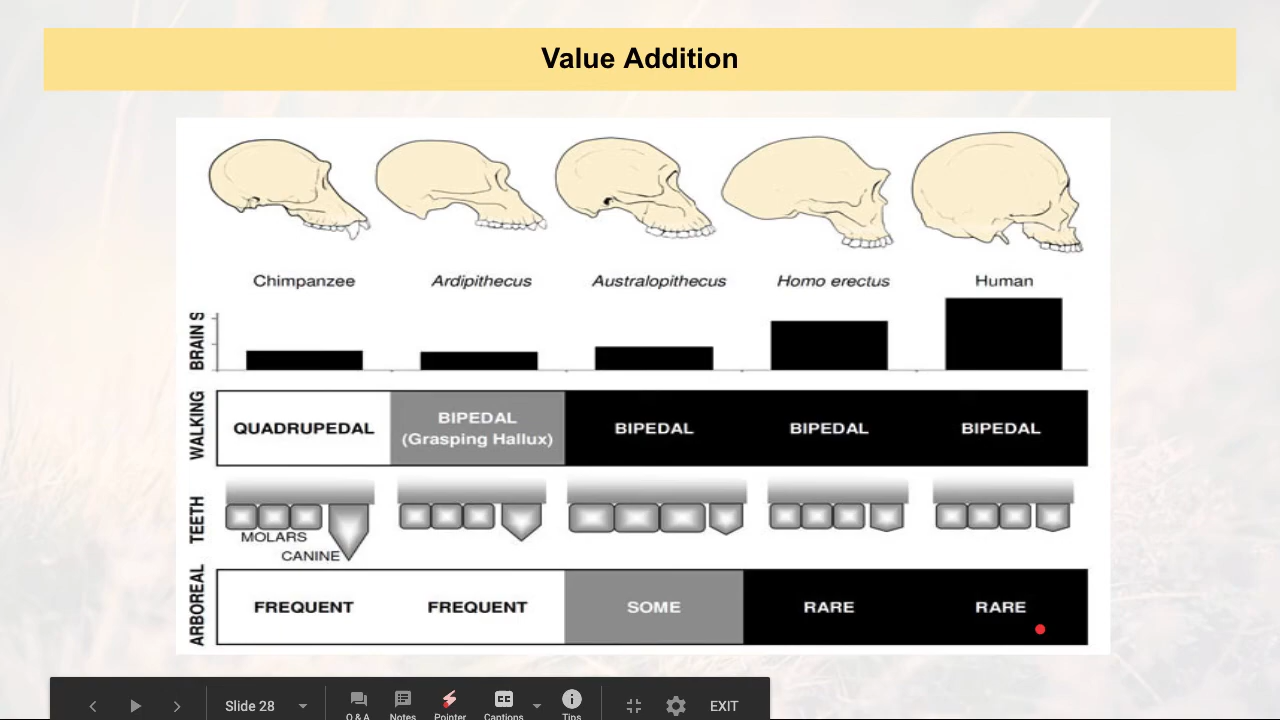 Value Addition
Chimpanzee
Ardipithecus
Australopithecus
Homo erectus
Human
BRAIN S
WALKING
QUADRUPEDAL
BIPEDAL
(Grasping Hallux)
BIPEDAL
BIPEDAL
BIPEDAL
TEETH
MOLARS
CANINE
ARBOREAL
FREQUENT
FREQUENT
SOME
RARE
RARE
Slide 28
Q & A
Notes
Pointer
Captions
Tips
EXIT